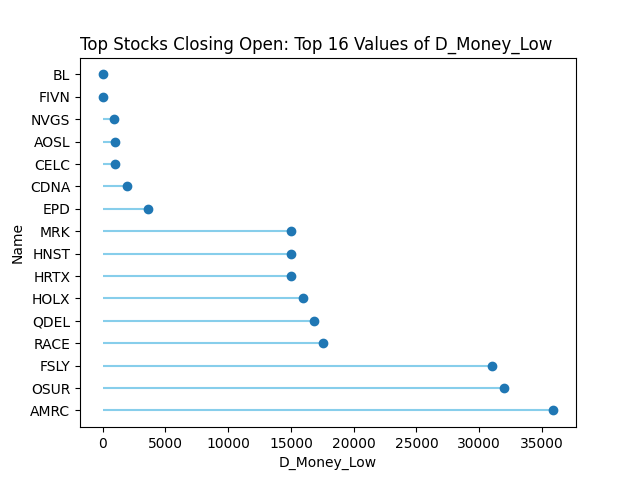 Top Stocks Closing Open: Top 16 Values of D_Money_Low
BL
FIVN
NVGS
AOSL
CELC
CDNA
EPD
MRK
HNST
HRTX
HOLX
QDEL
RACE
FSLY
OSUR
AMRC
Name
0 5000 10000 15000 20000 25000 30000 35000
D_Money_Low